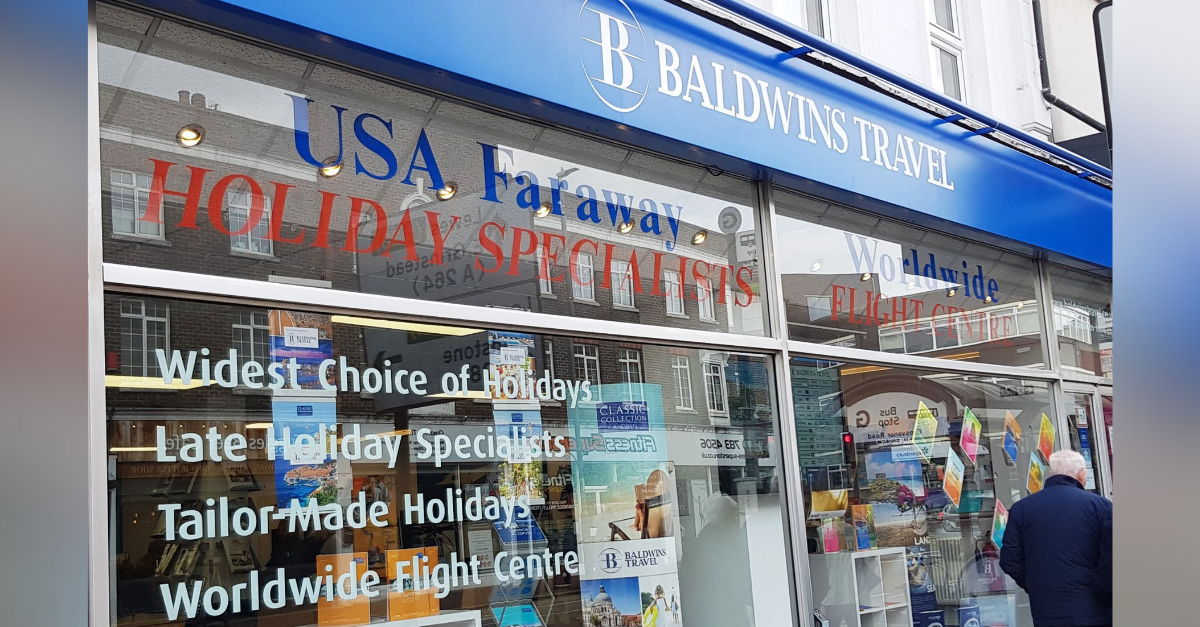 B BALDWINS TRAVEL
USA Faraway
HOLIDAY SPECIALISTS
Worldwide
FLIGHT CENTRE
Widest Choice of Holidays
Late Holiday Specialists
Tailor-Made Holidays
Worldwide Flight Centre
CLASSIC
COLLECTION
B BALDWINS
TRAVEL
Bus
Stop
G